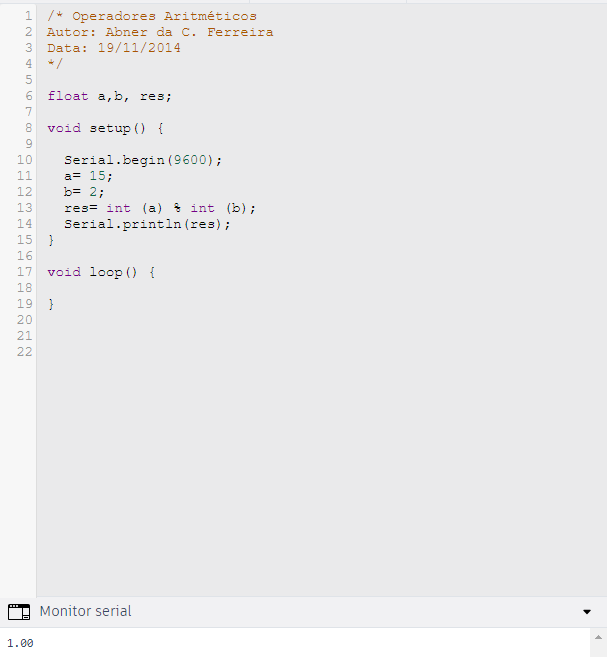 1 /* Operadores Aritméticos
2 Autor: Abner da C. Ferreira
3 Data: 19/11/2014
4 */
5
6 float a,b, res;
7
8 void setup() {
9
10 Serial.begin(9600);
11 a= 15;
12 b= 2;
13 res= int (a) % int (b);
14 Serial.println(res);
15 }
16
17 void loop() {
18
19 }
20
21
22
Monitor serial
1.00